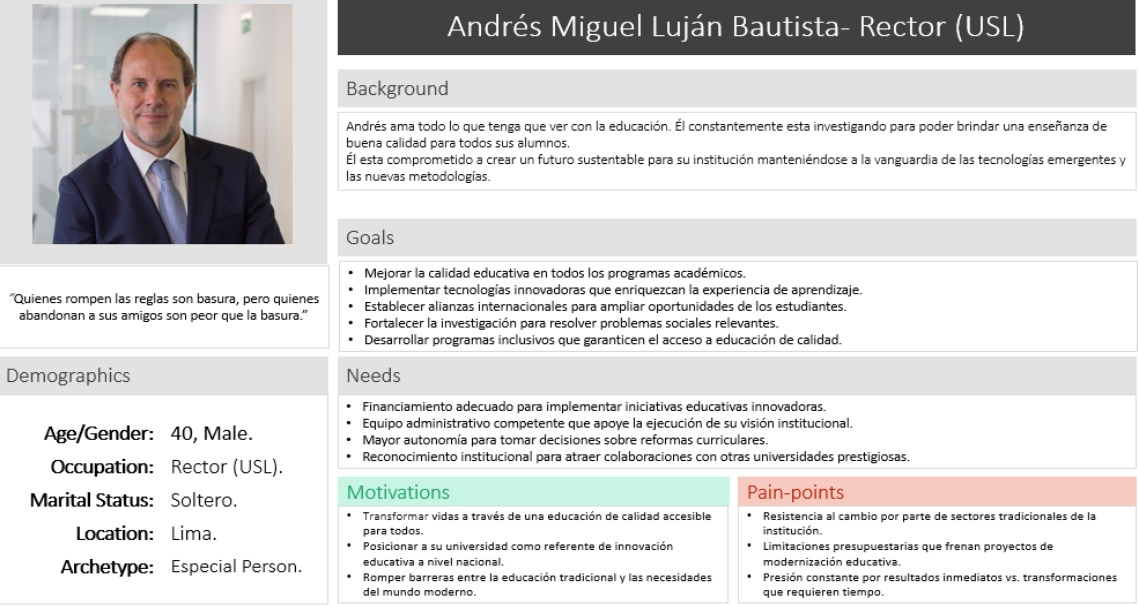 Andrés Miguel Luján Bautista- Rector (USL)
Background
Andrés ama todo lo que tenga que ver con la educación. Él constantemente esta investigando para poder brindar una enseñanza de
buena calidad para todos sus alumnos.
Él esta comprometido a crear un futuro sustentable para su institución manteniéndose a la vanguardia de las tecnologías emergentes y
las nuevas metodologías.
Goals
• Mejorar la calidad educativa en todos los programas académicos.
• Implementar tecnologías innovadoras que enriquezcan la experiencia de aprendizaje.
• Establecer alianzas internacionales para ampliar oportunidades de los estudiantes.
• Fortalecer la investigación para resolver problemas sociales relevantes.
• Desarrollar programas inclusivos que garanticen el acceso a educación de calidad.
"Quienes rompen las reglas son basura, pero quienes
abandonan a sus amigos son peor que la basura."
Demographics
Age/Gender: 40, Male.
Occupation: Rector (USL).
Marital Status: Soltero.
Location: Lima.
Archetype: Especial Person.
Needs
• Financiamiento adecuado para implementar iniciativas educativas innovadoras.
• Equipo administrativo competente que apoye la ejecución de su visión institucional.
• Mayor autonomía para tomar decisiones sobre reformas curriculares.
• Reconocimiento institucional para atraer colaboraciones con otras universidades prestigiosas.
Motivations
• Transformar vidas a través de una educación de calidad accesible
para todos.
• Posicionar a su universidad como referente de innovación
educativa a nivel nacional.
• Romper barreras entre la educación tradicional y las necesidades
del mundo moderno.
Pain-points
• Resistencia al cambio por parte de sectores tradicionales de la
institución.
• Limitaciones presupuestarias que frenan proyectos de
modernización educativa.
• Presión constante por resultados inmediatos vs. transformaciones
que requieren tiempo.